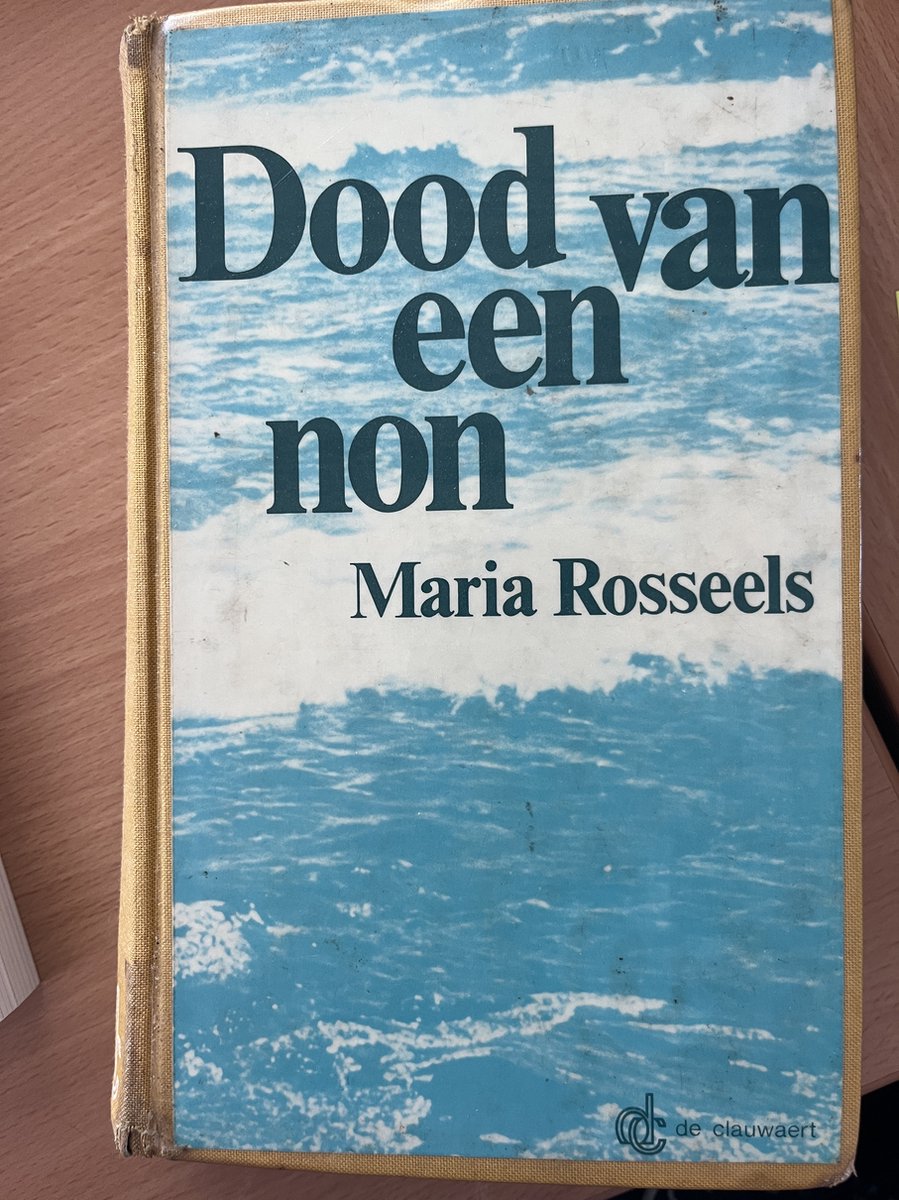 Dood van
een
non
Maria Rosseels
de clauwaert